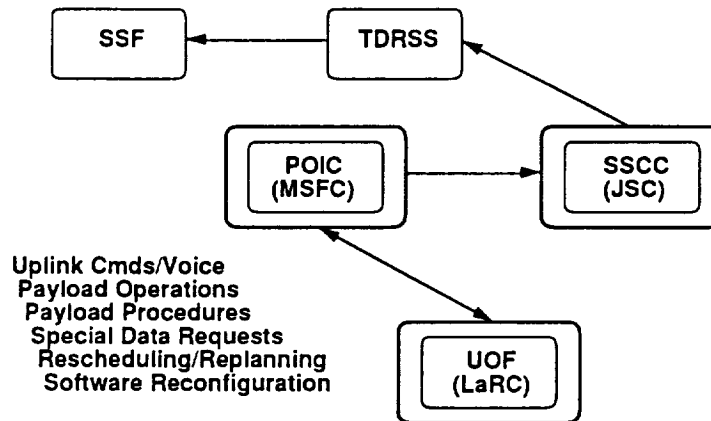 SSF
TDRSS
POIC
(MSFC)
SSCC
(JSC)
Uplink Cmds/Voice
Payload Operations
Payload Procedures
Special Data Requests
Rescheduling/Replanning
Software Reconfiguration
UOF
(LaRC)